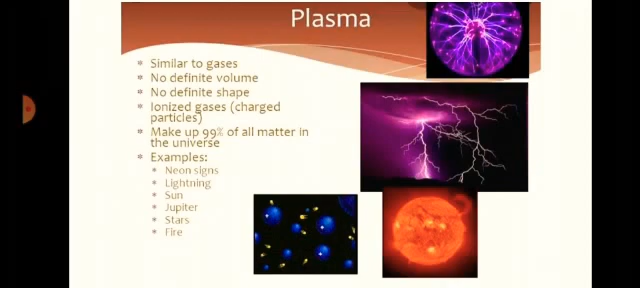 Plasma
Similar to gases
No definite volume
No definite shape
Ionized gases (charged
particles)
Make up 99% of all matter in
the universe
Examples:
Neon signs
Lightning
Sun
Jupiter
Stars
Fire